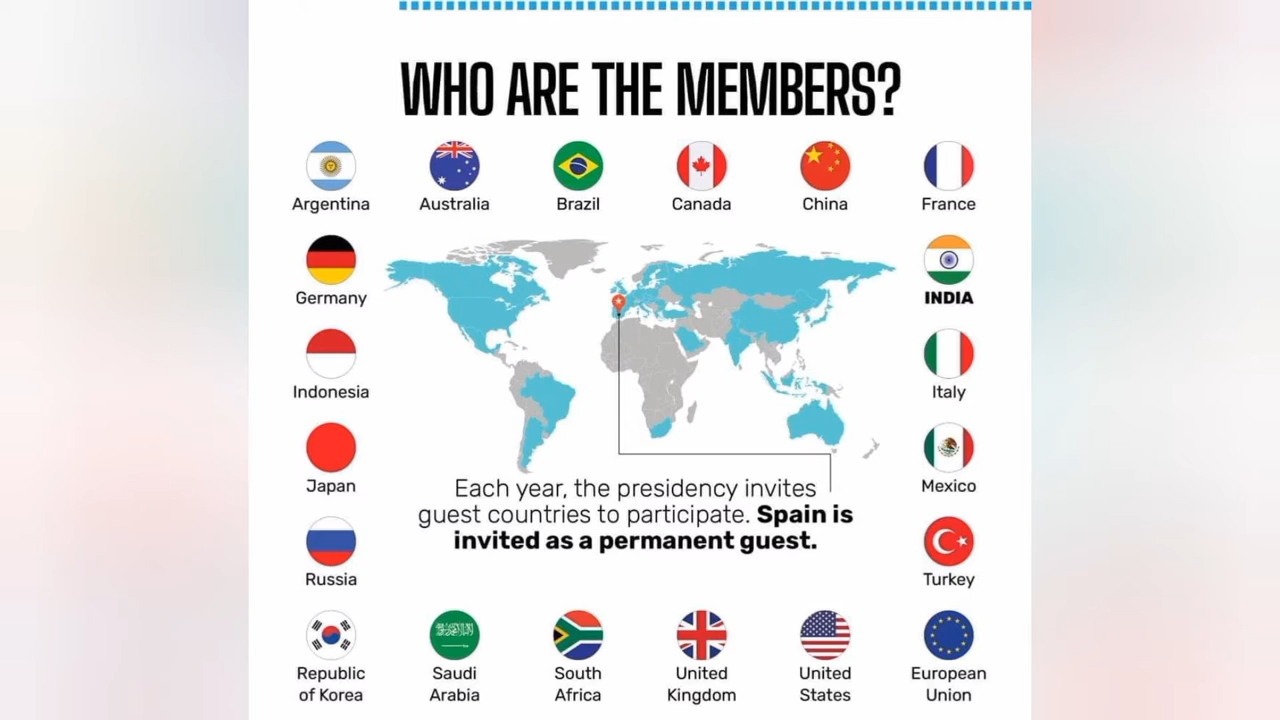 WHO ARE THE MEMBERS?
Argentina
Australia
Brazil
Canada
China
France
Germany
INDIA
Indonesia
Italy
Japan
Mexico
Each year, the presidency invites
guest countries to participate. Spain is
invited as a permanent guest.
Russia
Turkey
Republic
of Korea
Saudi
Arabia
South
Africa
United
Kingdom
United
States
European
Union